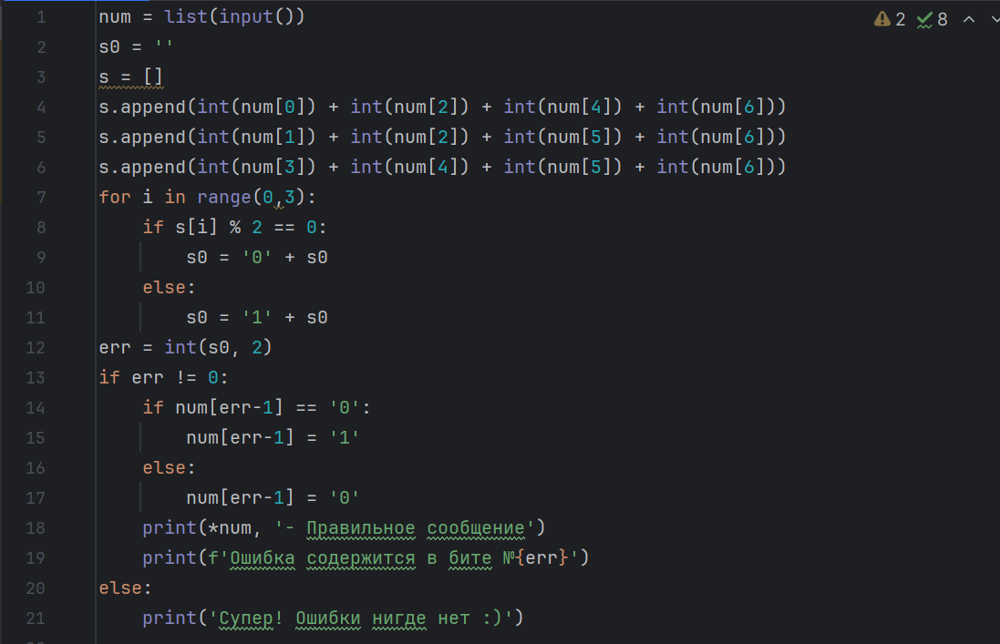 2 8
1 num = list(input())
2 s0 = ''
3 s = []
4 s.append(int(num[0]) + int(num[2]) + int(num[4]) + int(num[6]))
5 s.append(int(num[1]) + int(num[2]) + int(num[5]) + int(num[6]))
6 s.append(int(num[3]) + int(num[4]) + int(num[5]) + int(num[6]))
7 for i in range(0,3):
8     if s[i] % 2 == 0:
9         s0 = '0' + s0
10     else:
11         s0 = '1' + s0
12 err = int(s0, 2)
13 if err != 0:
14     if num[err-1] == '0':
15         num[err-1] = '1'
16     else:
17         num[err-1] = '0'
18     print(*num, '- Правильное сообщение')
19     print(f'Ошибка содержится в бите №{err}')
20 else:
21     print('Супер! Ошибки нигде нет :)')